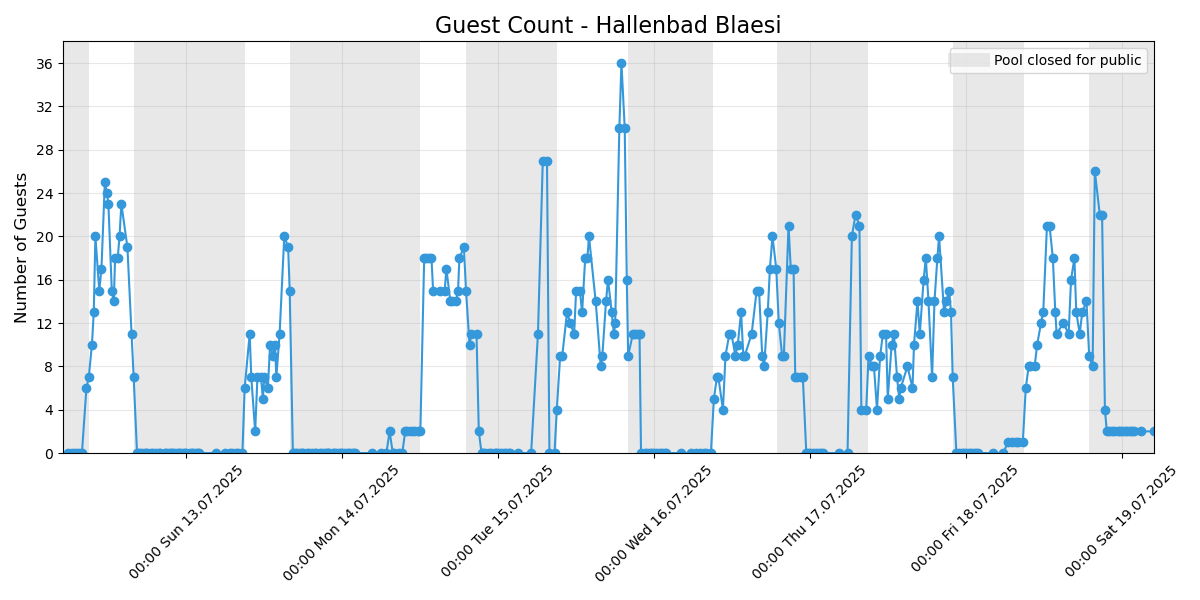 Guest Count - Hallenbad Blaesi
Pool closed for public
Number of Guests
36
32
28
24
20
16
12
8
4
0
00:00 Sun 13.07.2025
00:00 Mon 14.07.2025
00:00 Tue 15.07.2025
00:00 Wed 16.07.2025
00:00 Thu 17.07.2025
00:00 Fri 18.07.2025
00:00 Sat 19.07.2025